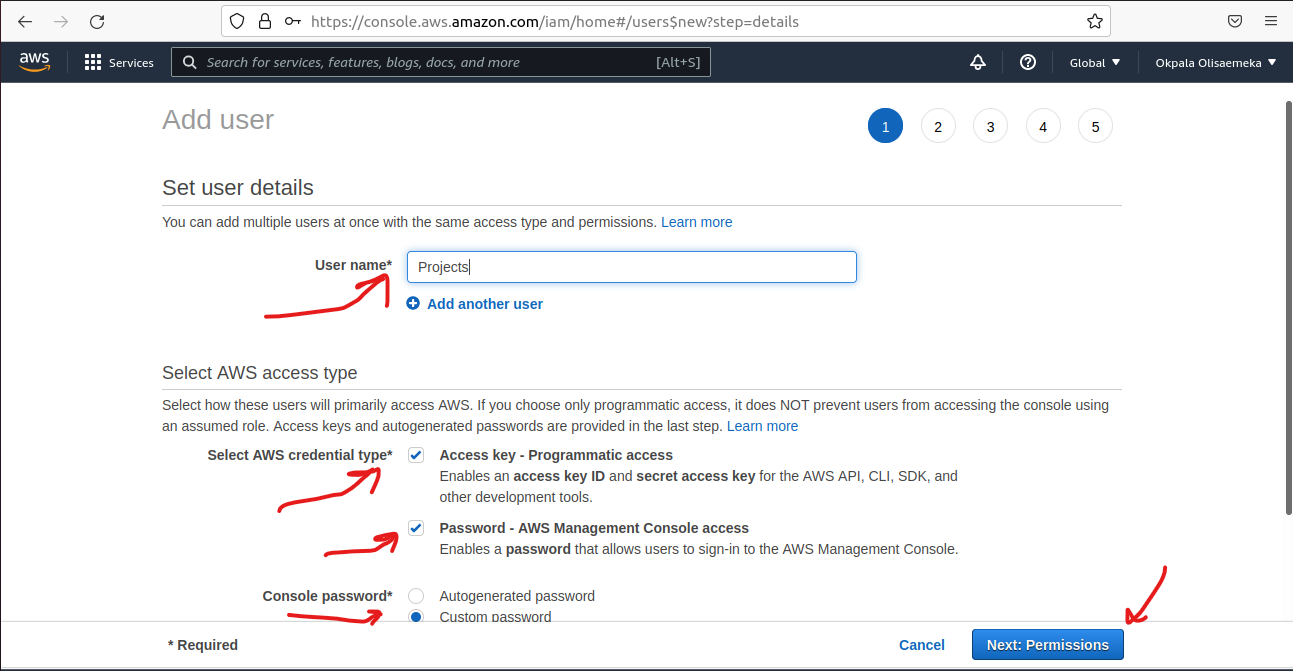 https://console.aws.amazon.com/iam/home#/users$new?step=details
aws Services Search for services, features, blogs, docs, and more [Alt+S] Global Okpala Olisaemeka
Add user
1 2 3 4 5
Set user details
You can add multiple users at once with the same access type and permissions. Learn more
User name* Projects
Add another user
Select AWS access type
Select how these users will primarily access AWS. If you choose only programmatic access, it does NOT prevent users from accessing the console using
an assumed role. Access keys and autogenerated passwords are provided in the last step. Learn more
Select AWS credential type* Access key - Programmatic access
Enables an access key ID and secret access key for the AWS API, CLI, SDK, and
other development tools.
Password - AWS Management Console access
Enables a password that allows users to sign-in to the AWS Management Console.
Console password* Autogenerated password
Custom password
* Required Cancel Next: Permissions